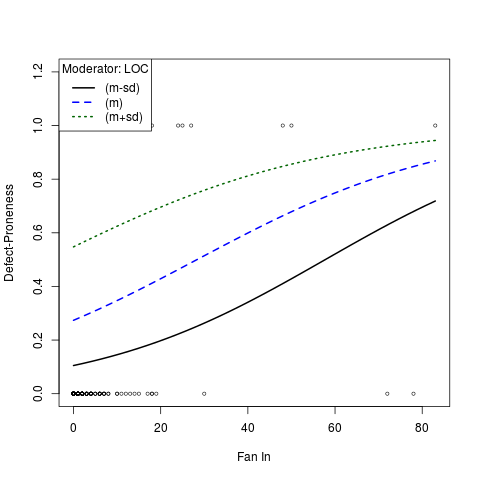 Moderator: LOC
(m-sd)
(m)
(m+sd)
Defect-Proneness
0.0
0.2
0.4
0.6
0.8
1.0
1.2
0 20 40 60 80
Fan In